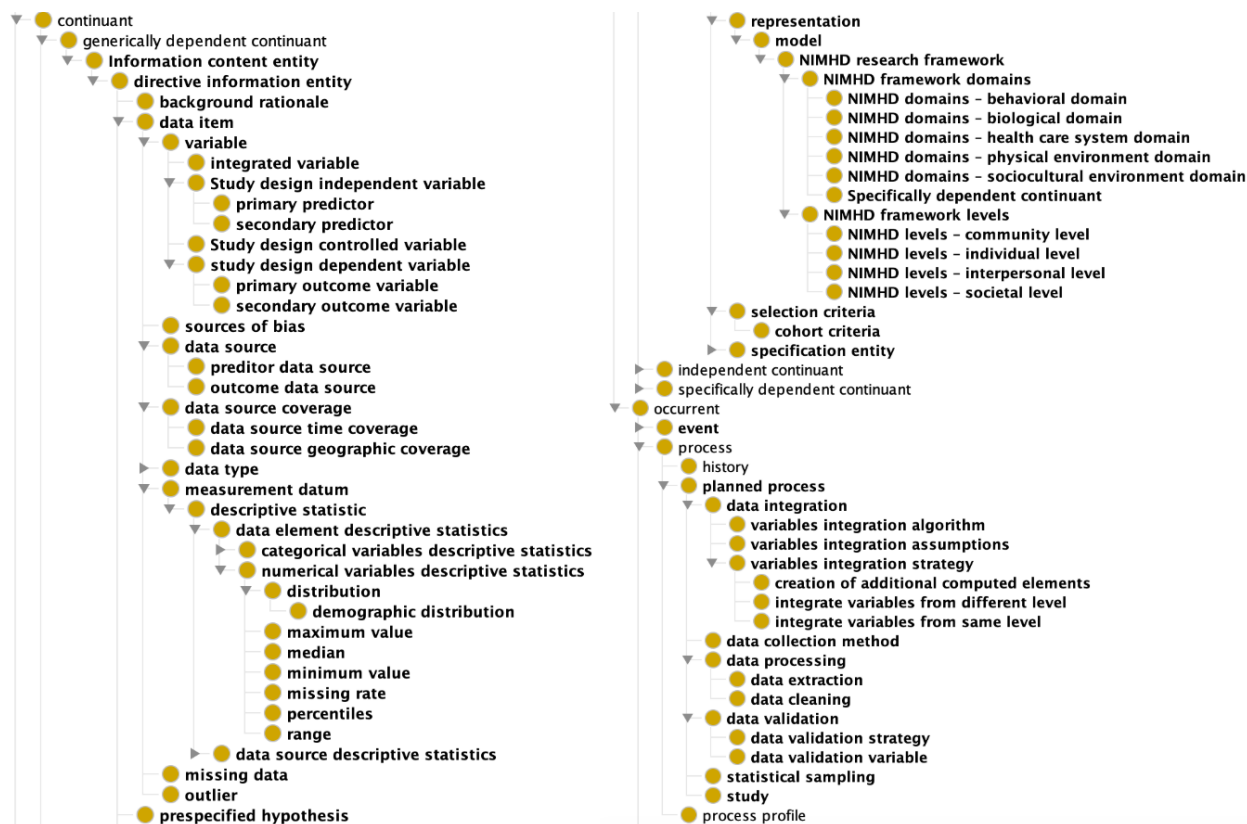 continuant
generically dependent continuant
Information content entity
directive information entity
background rationale
data item
variable
integrated variable
Study design independent variable
primary predictor
secondary predictor
Study design controlled variable
study design dependent variable
primary outcome variable
secondary outcome variable
sources of bias
data source
preditor data source
outcome data source
data source coverage
data source time coverage
data source geographic coverage
data type
measurement datum
descriptive statistic
data element descriptive statistics
categorical variables descriptive statistics
numerical variables descriptive statistics
distribution
demographic distribution
maximum value
median
minimum value
missing rate
percentiles
range
data source descriptive statistics
missing data
outlier
prespecified hypothesis
representation
model
NIMHD research framework
NIMHD framework domains
NIMHD domains – behavioral domain
NIMHD domains – biological domain
NIMHD domains – health care system domain
NIMHD domains – physical environment domain
NIMHD domains – sociocultural environment domain
Specifically dependent continuant
NIMHD framework levels
NIMHD levels – community level
NIMHD levels – individual level
NIMHD levels – interpersonal level
NIMHD levels – societal level
selection criteria
cohort criteria
specification entity
independent continuant
specifically dependent continuant
occurrent
event
process
history
planned process
data integration
variables integration algorithm
variables integration assumptions
variables integration strategy
creation of additional computed elements
integrate variables from different level
integrate variables from same level
data collection method
data processing
data extraction
data cleaning
data validation
data validation strategy
data validation variable
statistical sampling
study
process profile